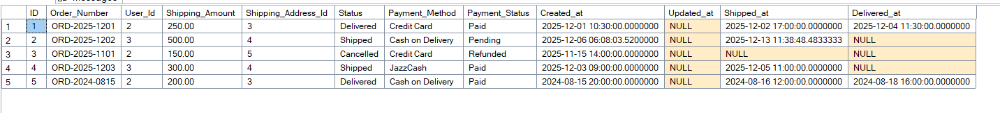 ID Order_Number User_Id Shipping_Amount Shipping_Address_Id Status Payment_Method Payment_Status Created_at Updated_at Shipped_at Delivered_at
1 1 ORD-2025-1201 2 250.00 3 Delivered Credit Card Paid 2025-12-01 10:30:00.0000000 NULL 2025-12-02 17:00:00.0000000 2025-12-04 11:30:00.0000000
2 2 ORD-2025-1202 3 500.00 4 Shipped Cash on Delivery Pending 2025-12-06 06:08:03.5200000 NULL 2025-12-13 11:38:48.4833333 NULL
3 3 ORD-2025-1101 2 150.00 5 Cancelled Credit Card Refunded 2025-11-15 14:00:00.0000000 NULL NULL NULL
4 4 ORD-2025-1203 3 300.00 4 Shipped JazzCash Paid 2025-12-03 09:00:00.0000000 NULL 2025-12-05 11:00:00.0000000 NULL
5 5 ORD-2024-0815 2 200.00 3 Delivered Cash on Delivery Paid 2024-08-15 20:00:00.0000000 NULL 2024-08-16 12:00:00.0000000 2024-08-18 16:00:00.0000000